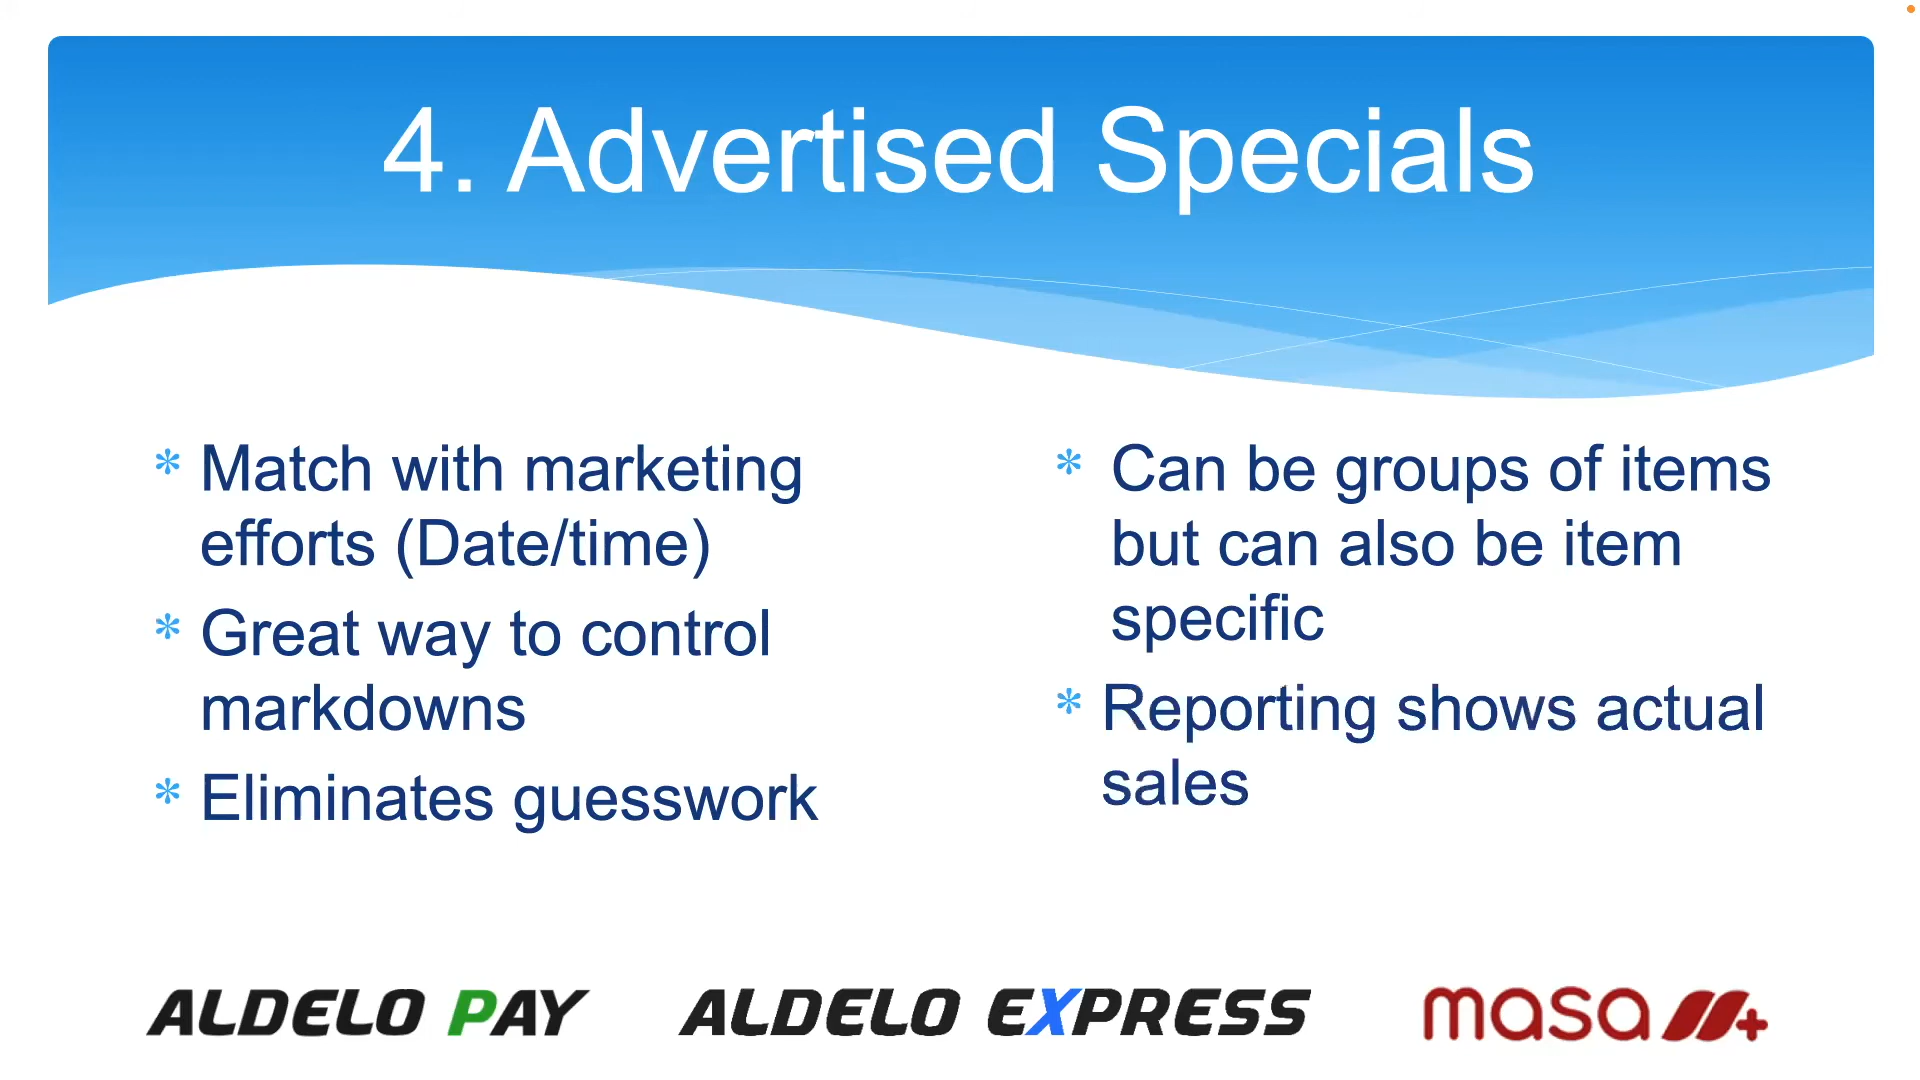 4. Advertised Specials
* Match with marketing
efforts (Date/time)
* Great way to control
markdowns
* Eliminates guesswork
* Can be groups of items
but can also be item
specific
* Reporting shows actual
sales
ALDELO PAY
ALDELO EXPRESS
masa